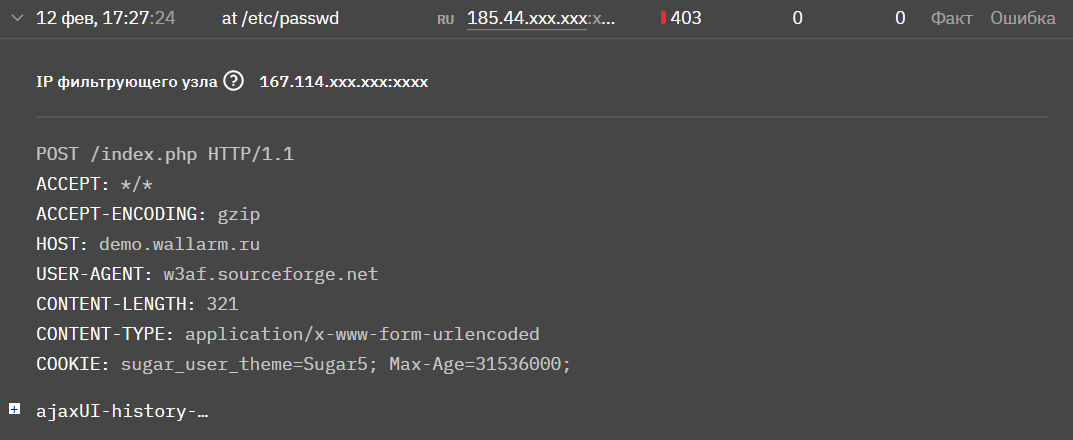 12 фев, 17:27:24 at /etc/passwd RU 185.44.xxx.xxx:x... 403 0 0 Факт Ошибка
IP фильтрующего узла ? 167.114.xxx.xxx:xxxx
POST /index.php HTTP/1.1
ACCEPT: */*
ACCEPT-ENCODING: gzip
HOST: demo.wallarm.ru
USER-AGENT: w3af.sourceforge.net
CONTENT-LENGTH: 321
CONTENT-TYPE: application/x-www-form-urlencoded
COOKIE: sugar_user_theme=Sugar5; Max-Age=31536000;
ajaxUI-history-…